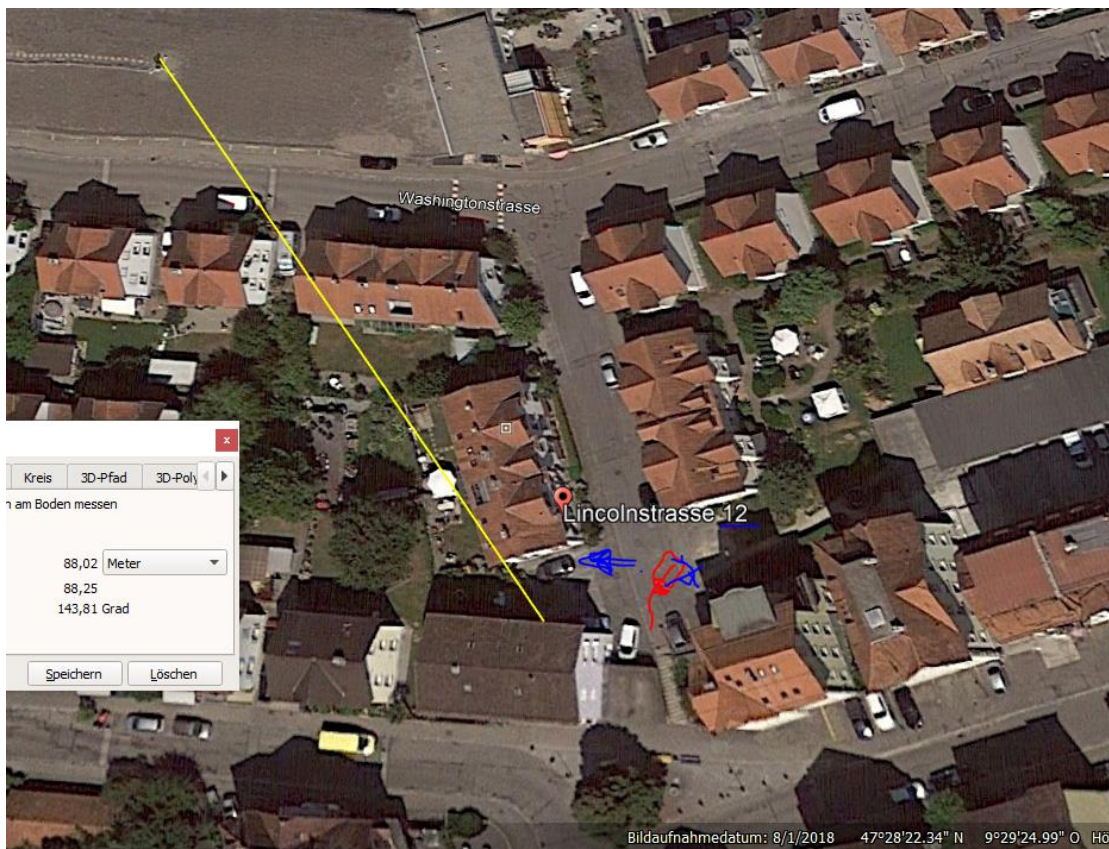 Washingtonstrasse
x
Kreis 3D-Pfad 3D-Poly
n am Boden messen
Lincolnstrasse 12
88,02 Meter
88,25
143,81 Grad
Speichern Löschen
Bildaufnahmedatum: 8/1/2018 47°28'22.34" N 9°29'24.99" O Hö